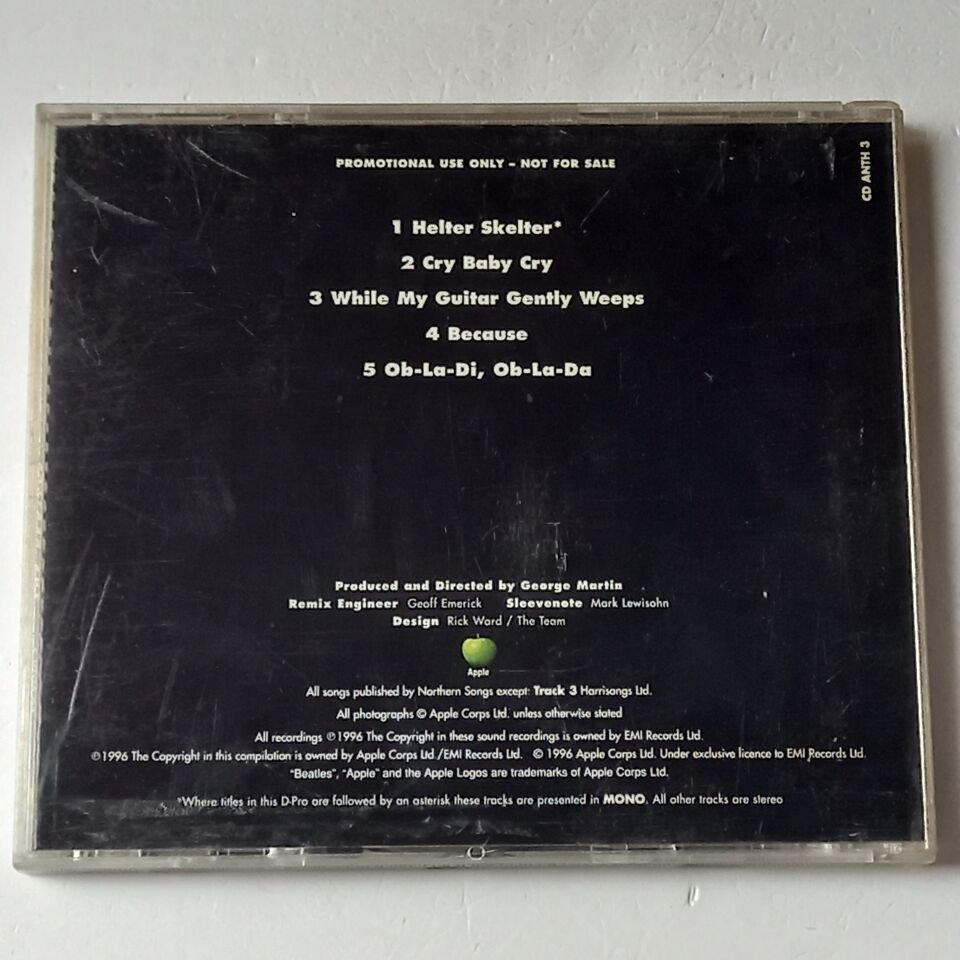 PROMOTIONAL USE ONLY – NOT FOR SALE
CD ANTH 3
1 Helter Skelter*
2 Cry Baby Cry
3 While My Guitar Gently Weeps
4 Because
5 Ob-La-Di, Ob-La-Da
Produced and Directed by George Martin
Remix Engineer Geoff Emerick Sleevenote Mark Lewisohn
Design Rick Ward / The Team
Apple
All songs published by Northern Songs except: Track 3 Harrisongs Ltd.
All photographs © Apple Corps Ltd. unless otherwise stated
All recordings ℗1996 The Copyright in these sound recordings is owned by EMI Records Ltd.
℗1996 The Copyright in this compilation is owned by Apple Corps Ltd./EMI Records Ltd. © 1996 Apple Corps Ltd. Under exclusive licence to EMI Records Ltd.
"Beatles", "Apple" and the Apple Logos are trademarks of Apple Corps Ltd.
*Where titles in this D-Pro are followed by an asterisk these tracks are presented in MONO. All other tracks are stereo